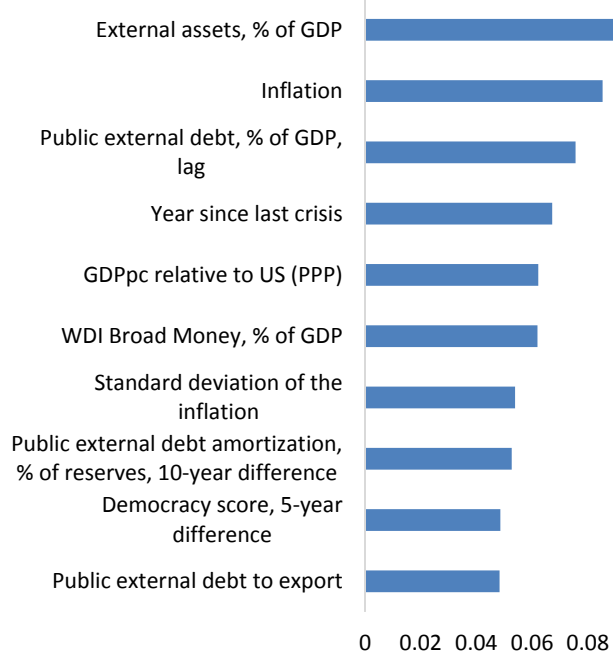 External assets, % of GDP
Inflation
Public external debt, % of GDP,
lag
Year since last crisis
GDPpc relative to US (PPP)
WDI Broad Money, % of GDP
Standard deviation of the
inflation
Public external debt amortization,
% of reserves, 10-year difference
Democracy score, 5-year
difference
Public external debt to export
0 0.02 0.04 0.06 0.08